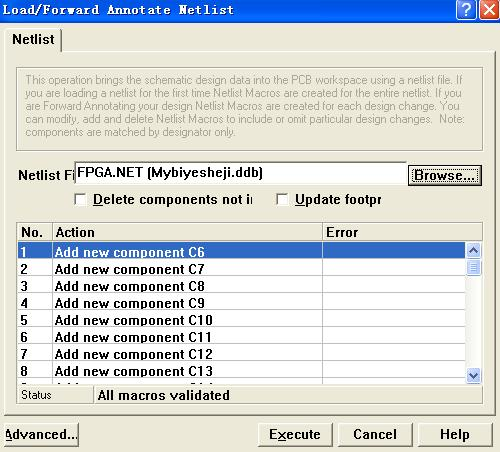 Load/Forward Annotate Netlist
Netlist
This operation brings the schematic design data into the PCB workspace using a netlist file. If
you are loading a netlist for the first time Netlist Macros are created for the entire netlist. If you
are Forward Annotating your design Netlist Macros are created for each design change. You
can modify, add and delete Netlist Macros to include or omit particular design changes. Note:
components are matched by designator only.
Netlist Fi FPGA.NET (Mybiyesheji.ddb) Browse...
Delete components not i Update footpr
No. Action Error
1 Add new component C6
2 Add new component C7
3 Add new component C8
4 Add new component C9
5 Add new component C10
6 Add new component C11
7 Add new component C12
8 Add new component C13
Status All macros validated
Advanced... Execute Cancel Help